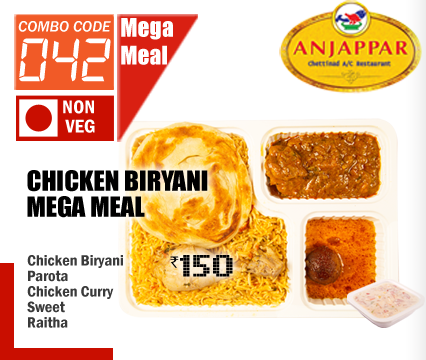 COMBO CODE
042
Mega
Meal
NON
VEG
ANJAPPAR
Chettinad A/C Restaurant
CHICKEN BIRYANI
MEGA MEAL
₹150
Chicken Biryani
Parota
Chicken Curry
Sweet
Raitha